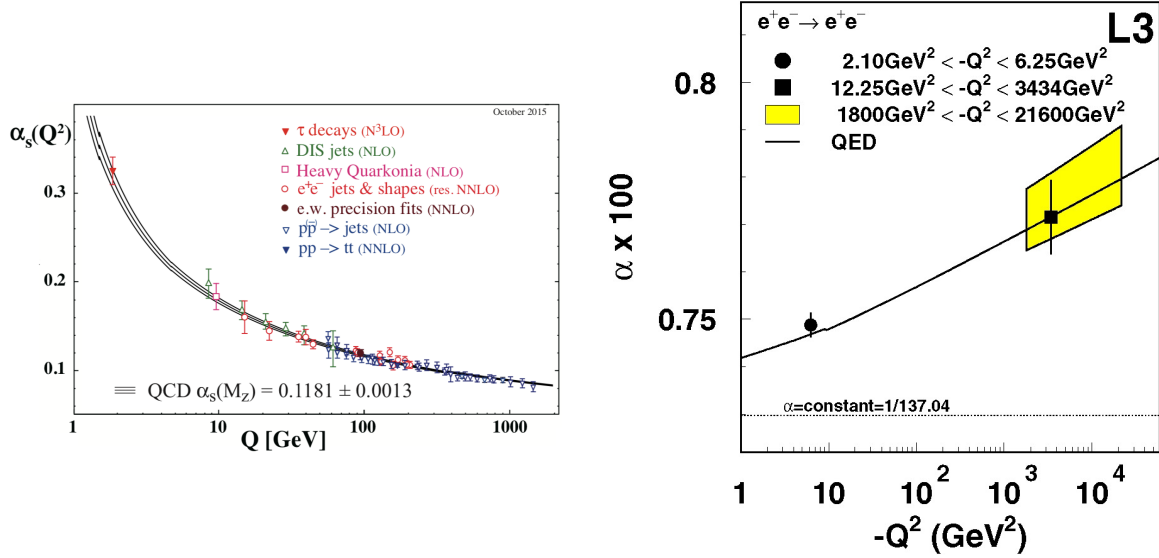 October 2015
αs(Q²)
τ decays (N³LO)
DIS jets (NLO)
Heavy Quarkonia (NLO)
e⁺e⁻ jets & shapes (res. NNLO)
e.w. precision fits (NNLO)
pp̄(–) –> jets (NLO)
pp –> tt (NNLO)
0.3
0.2
0.1
QCD αs(Mz) = 0.1181 ± 0.0013
1 10 100 1000
Q [GeV]
e⁺e⁻ → e⁺e⁻
L3
2.10GeV² < -Q² < 6.25GeV²
12.25GeV² < -Q² < 3434GeV²
1800GeV² < -Q² < 21600GeV²
QED
0.8
α x 100
0.75
α=constant=1/137.04
1 10 10² 10³ 10⁴
-Q² (GeV²)